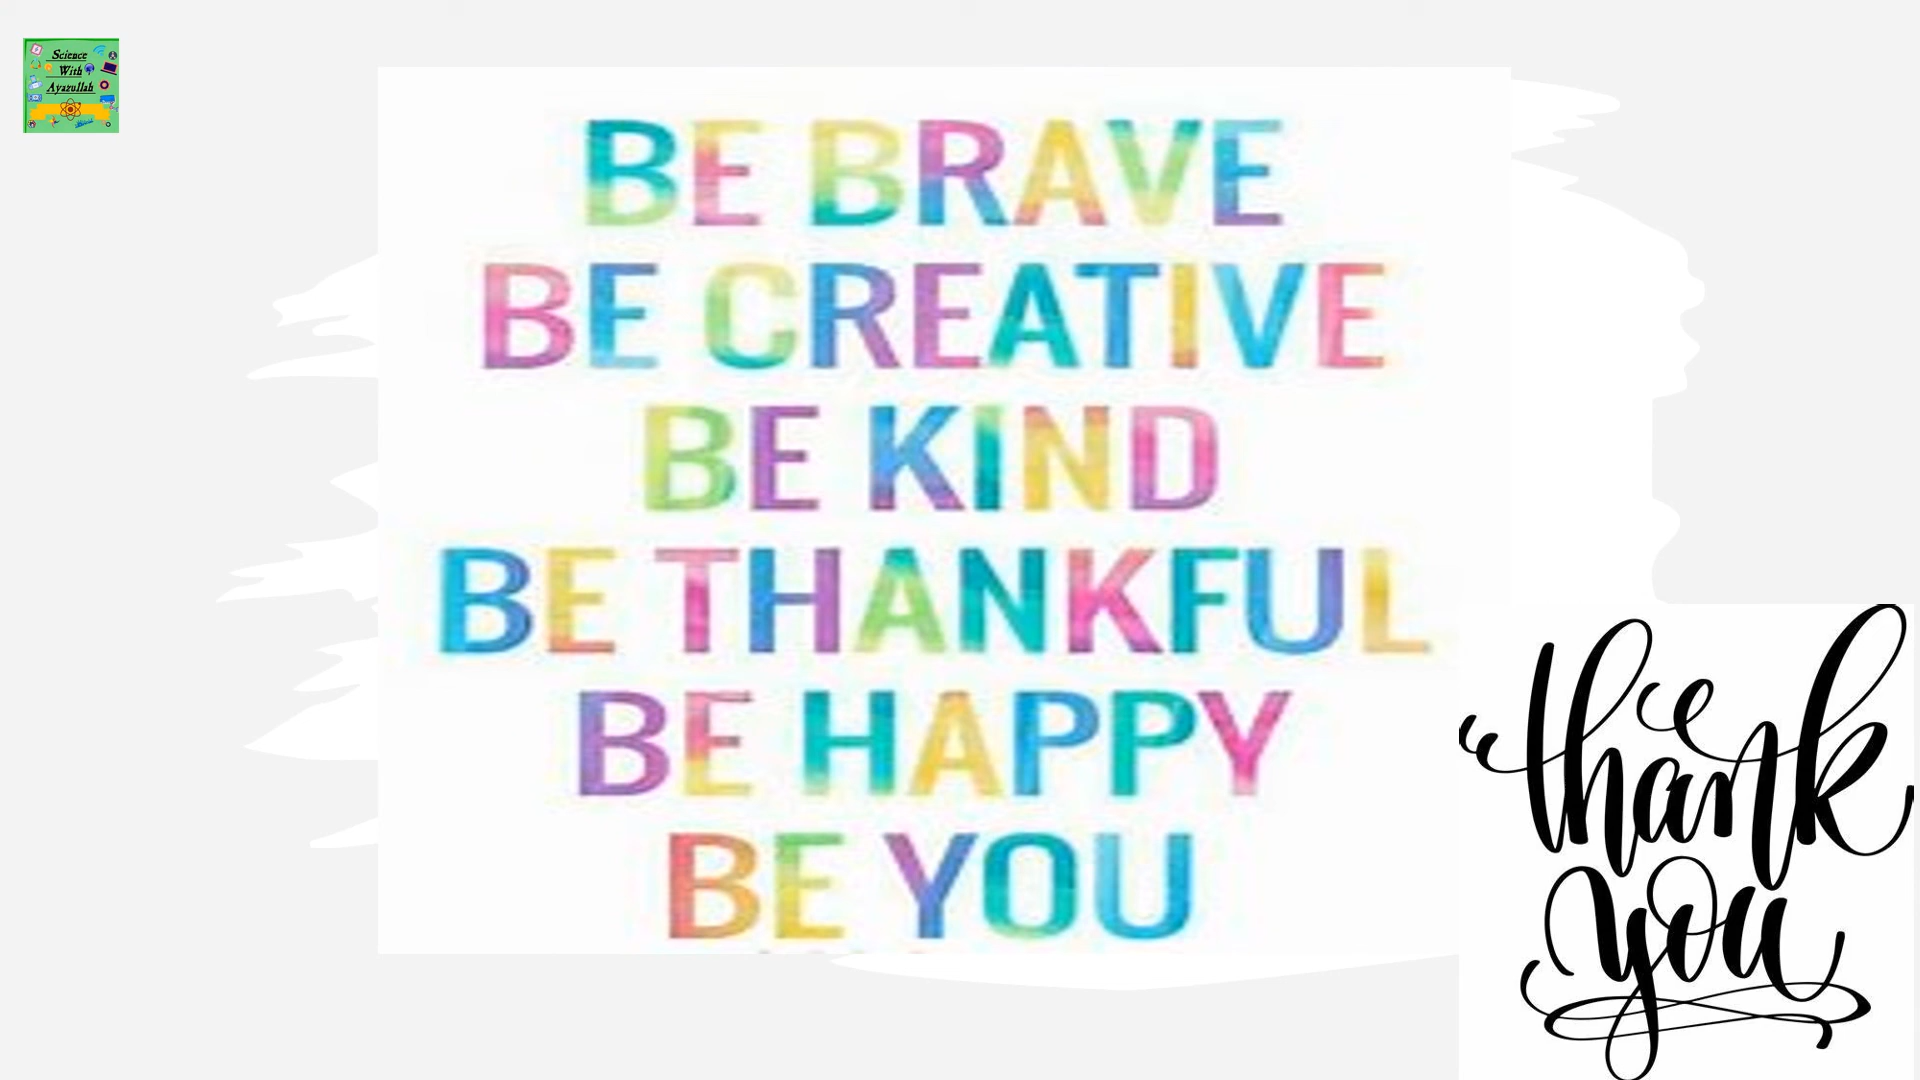 Science
With
Ayazullah
BE BRAVE
BE CREATIVE
BE KIND
BE THANKFUL
BE HAPPY
BE YOU
thank
you